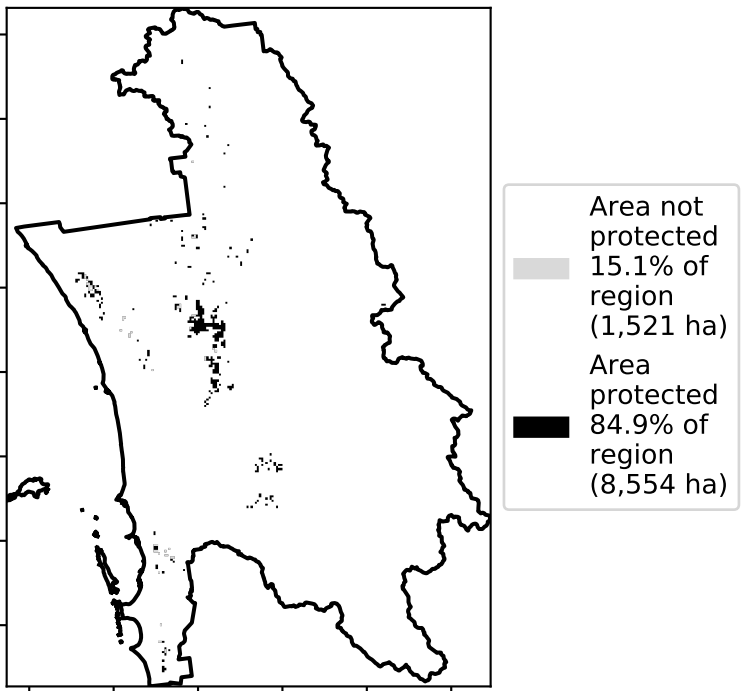 Area not
protected
15.1% of
region
(1,521 ha)
Area
protected
84.9% of
region
(8,554 ha)